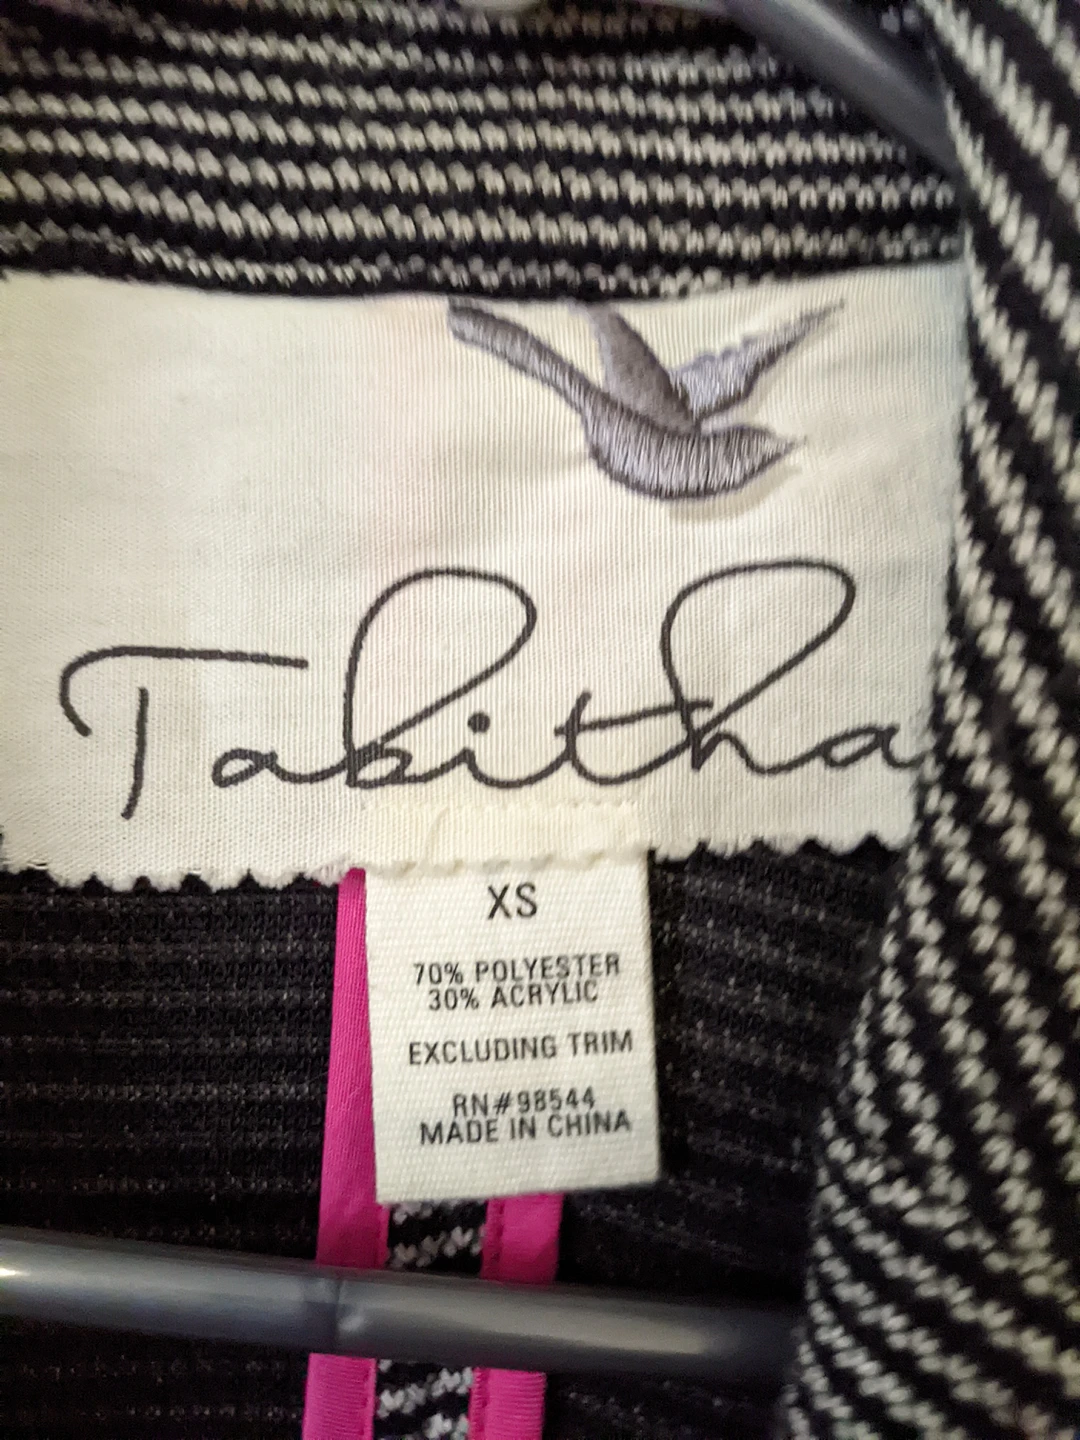 Tabitha
XS
70% POLYESTER
30% ACRYLIC
EXCLUDING TRIM
RN#98544
MADE IN CHINA